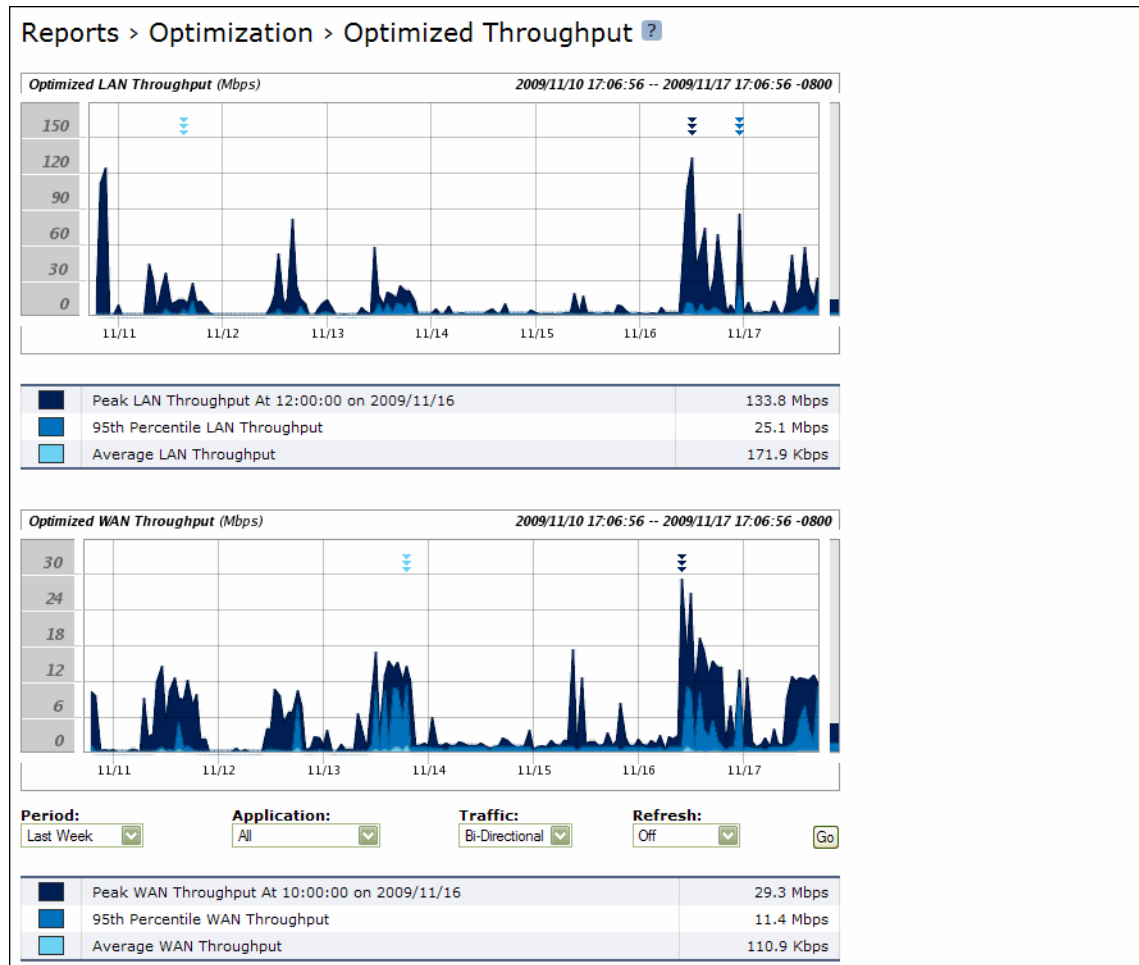 Reports › Optimization › Optimized Throughput ?
Optimized LAN Throughput (Mbps) 2009/11/10 17:06:56 -- 2009/11/17 17:06:56 -0800
150
120
90
60
30
0
11/11 11/12 11/13 11/14 11/15 11/16 11/17
Peak LAN Throughput At 12:00:00 on 2009/11/16 133.8 Mbps
95th Percentile LAN Throughput 25.1 Mbps
Average LAN Throughput 171.9 Kbps
Optimized WAN Throughput (Mbps) 2009/11/10 17:06:56 -- 2009/11/17 17:06:56 -0800
30
24
18
12
6
0
11/11 11/12 11/13 11/14 11/15 11/16 11/17
Period: Application: Traffic: Refresh:
Last Week All Bi-Directional Off Go
Peak WAN Throughput At 10:00:00 on 2009/11/16 29.3 Mbps
95th Percentile WAN Throughput 11.4 Mbps
Average WAN Throughput 110.9 Kbps